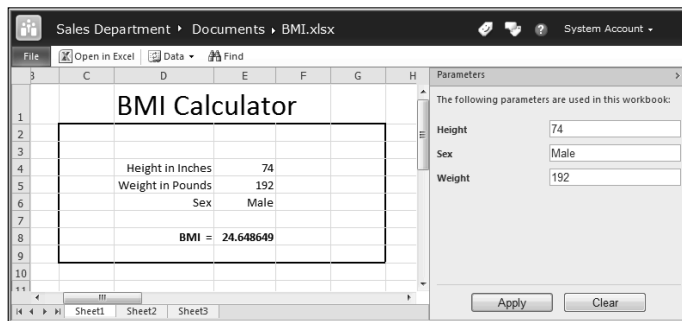 Sales Department ▸ Documents ▸ BMI.xlsx
System Account
File Open in Excel Data Find
B C D E F G H
1 BMI Calculator
2
3
4 Height in Inches 74
5 Weight in Pounds 192
6 Sex Male
7
8 BMI = 24.648649
9
10
11
Sheet1 Sheet2 Sheet3
Parameters >
The following parameters are used in this workbook:
Height 74
Sex Male
Weight 192
Apply Clear